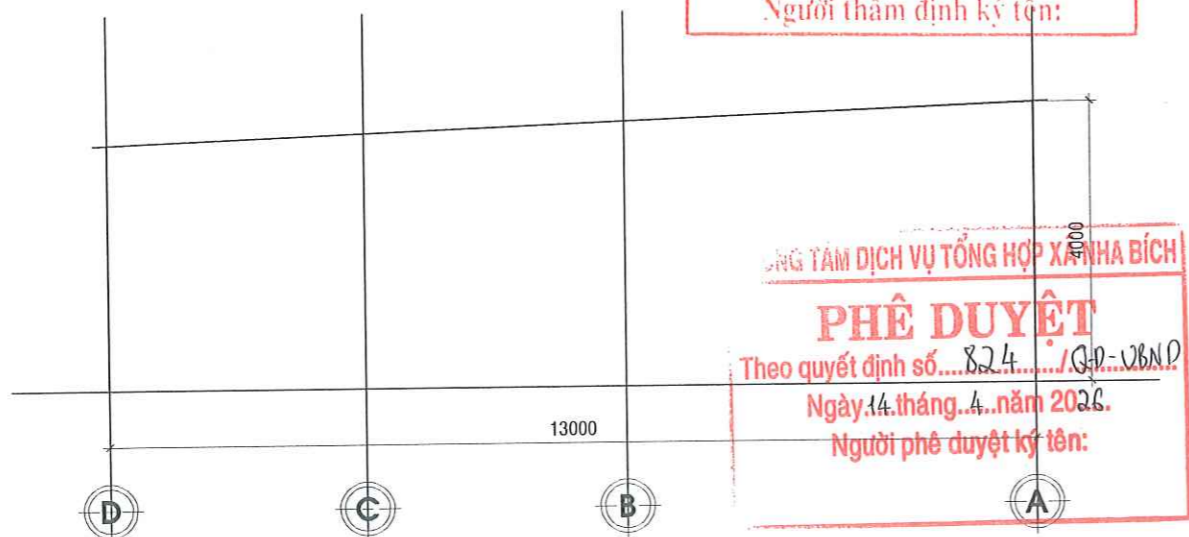 Người thẩm định ký tên:
4000
TÂM DỊCH VỤ TỔNG HỢP XÃ NHA BÍCH
PHÊ DUYỆT
Theo quyết định số....824......../QĐ-UBND
Ngày.14.tháng..4..năm 2026.
Người phê duyệt ký tên:
13000
D C B A